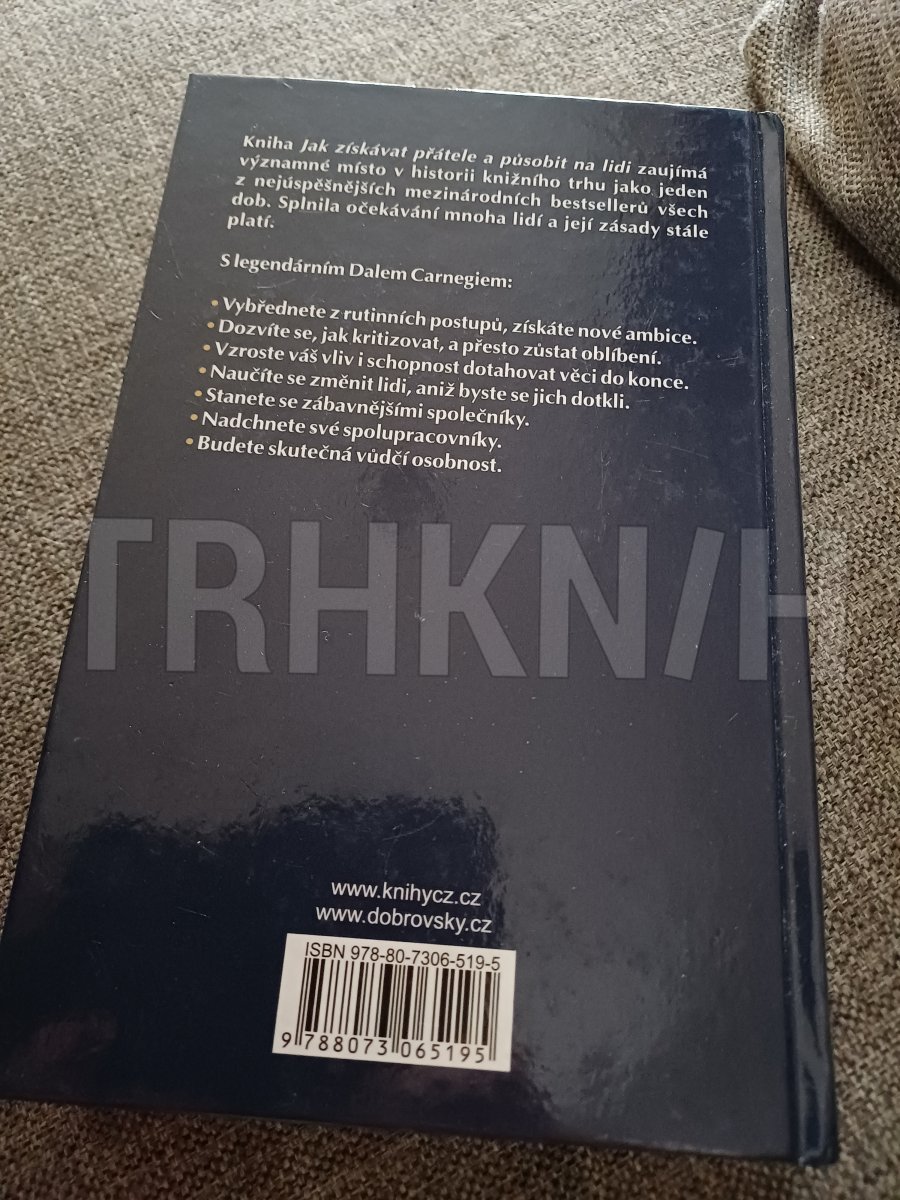 Kniha Jak získávat přátele a působit na lidi zaujímá
významné místo v historii knižního trhu jako jeden
z nejúspěšnějších mezinárodních bestsellerů všech
dob. Splnila očekávání mnoha lidí a její zásady stále
platí.
S legendárním Dalem Carnegiem:
• Vybřednete z rutinních postupů, získáte nové ambice.
• Dozvíte se, jak kritizovat, a přesto zůstat oblíbení.
• Vzroste váš vliv i schopnost dotahovat věci do konce.
• Naučíte se změnit lidi, aniž byste se jich dotkli.
• Stanete se zábavnějšími společníky.
• Nadchnete své spolupracovníky.
• Budete skutečná vůdčí osobnost.
TRHKN/H
www.knihycz.cz
www.dobrovsky.cz
ISBN 978-80-7306-519-5
9 788073 065195